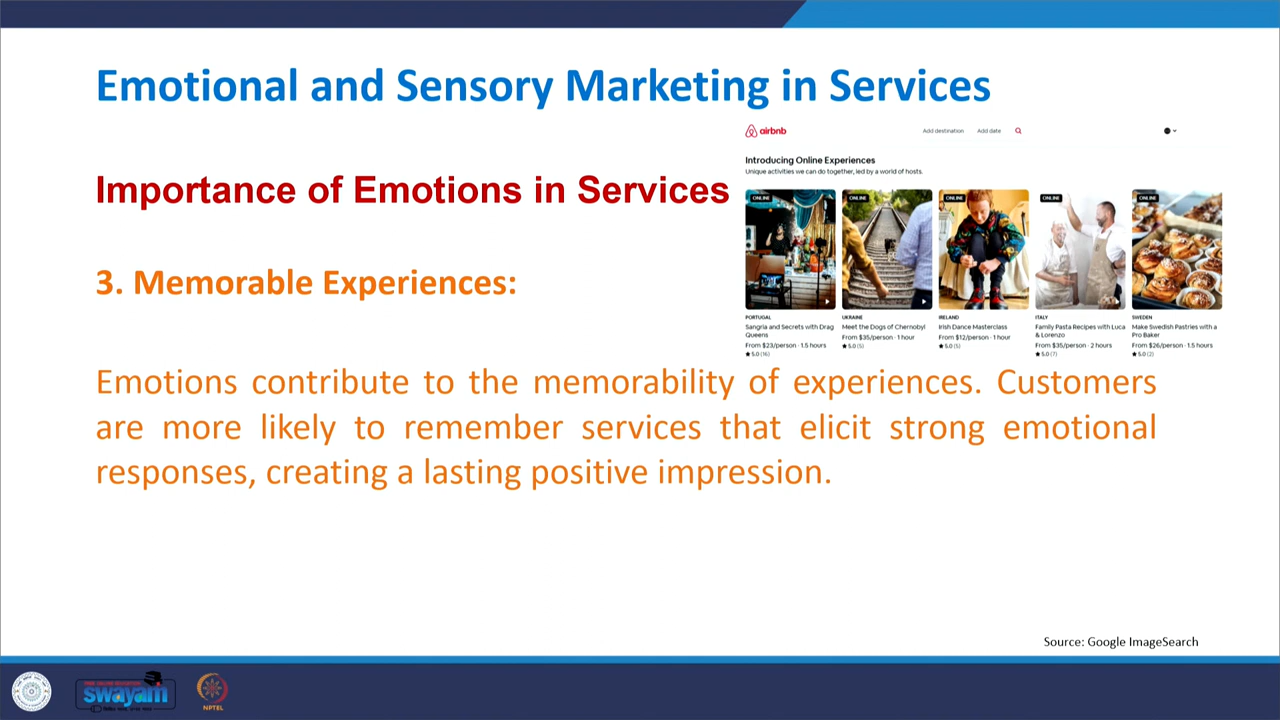 Emotional and Sensory Marketing in Services
Importance of Emotions in Services
airbnb
Add destination
Add date
Introducing Online Experiences
Unique activities we can do together, led by a world of hosts.
ONLINE
ONLINE
ONLINE
ONLINE
ONLINE
PORTUGAL
Sangria and Secrets with Drag
Queens
From $23/person · 1.5 hours
★ 5.0 (16)
UKRAINE
Meet the Dogs of Chernobyl
From $35/person · 1 hour
★ 5.0 (5)
IRELAND
Irish Dance Masterclass
From $12/person · 1 hour
★ 5.0 (5)
ITALY
Family Pasta Recipes with Luca
& Lorenzo
From $35/person · 2 hours
★ 5.0 (7)
SWEDEN
Make Swedish Pastries with a
Pro Baker
From $26/person · 1.5 hours
★ 5.0 (2)
3. Memorable Experiences:
Emotions contribute to the memorability of experiences. Customers
are more likely to remember services that elicit strong emotional
responses, creating a lasting positive impression.
Source: Google ImageSearch
swayam
NPTEL